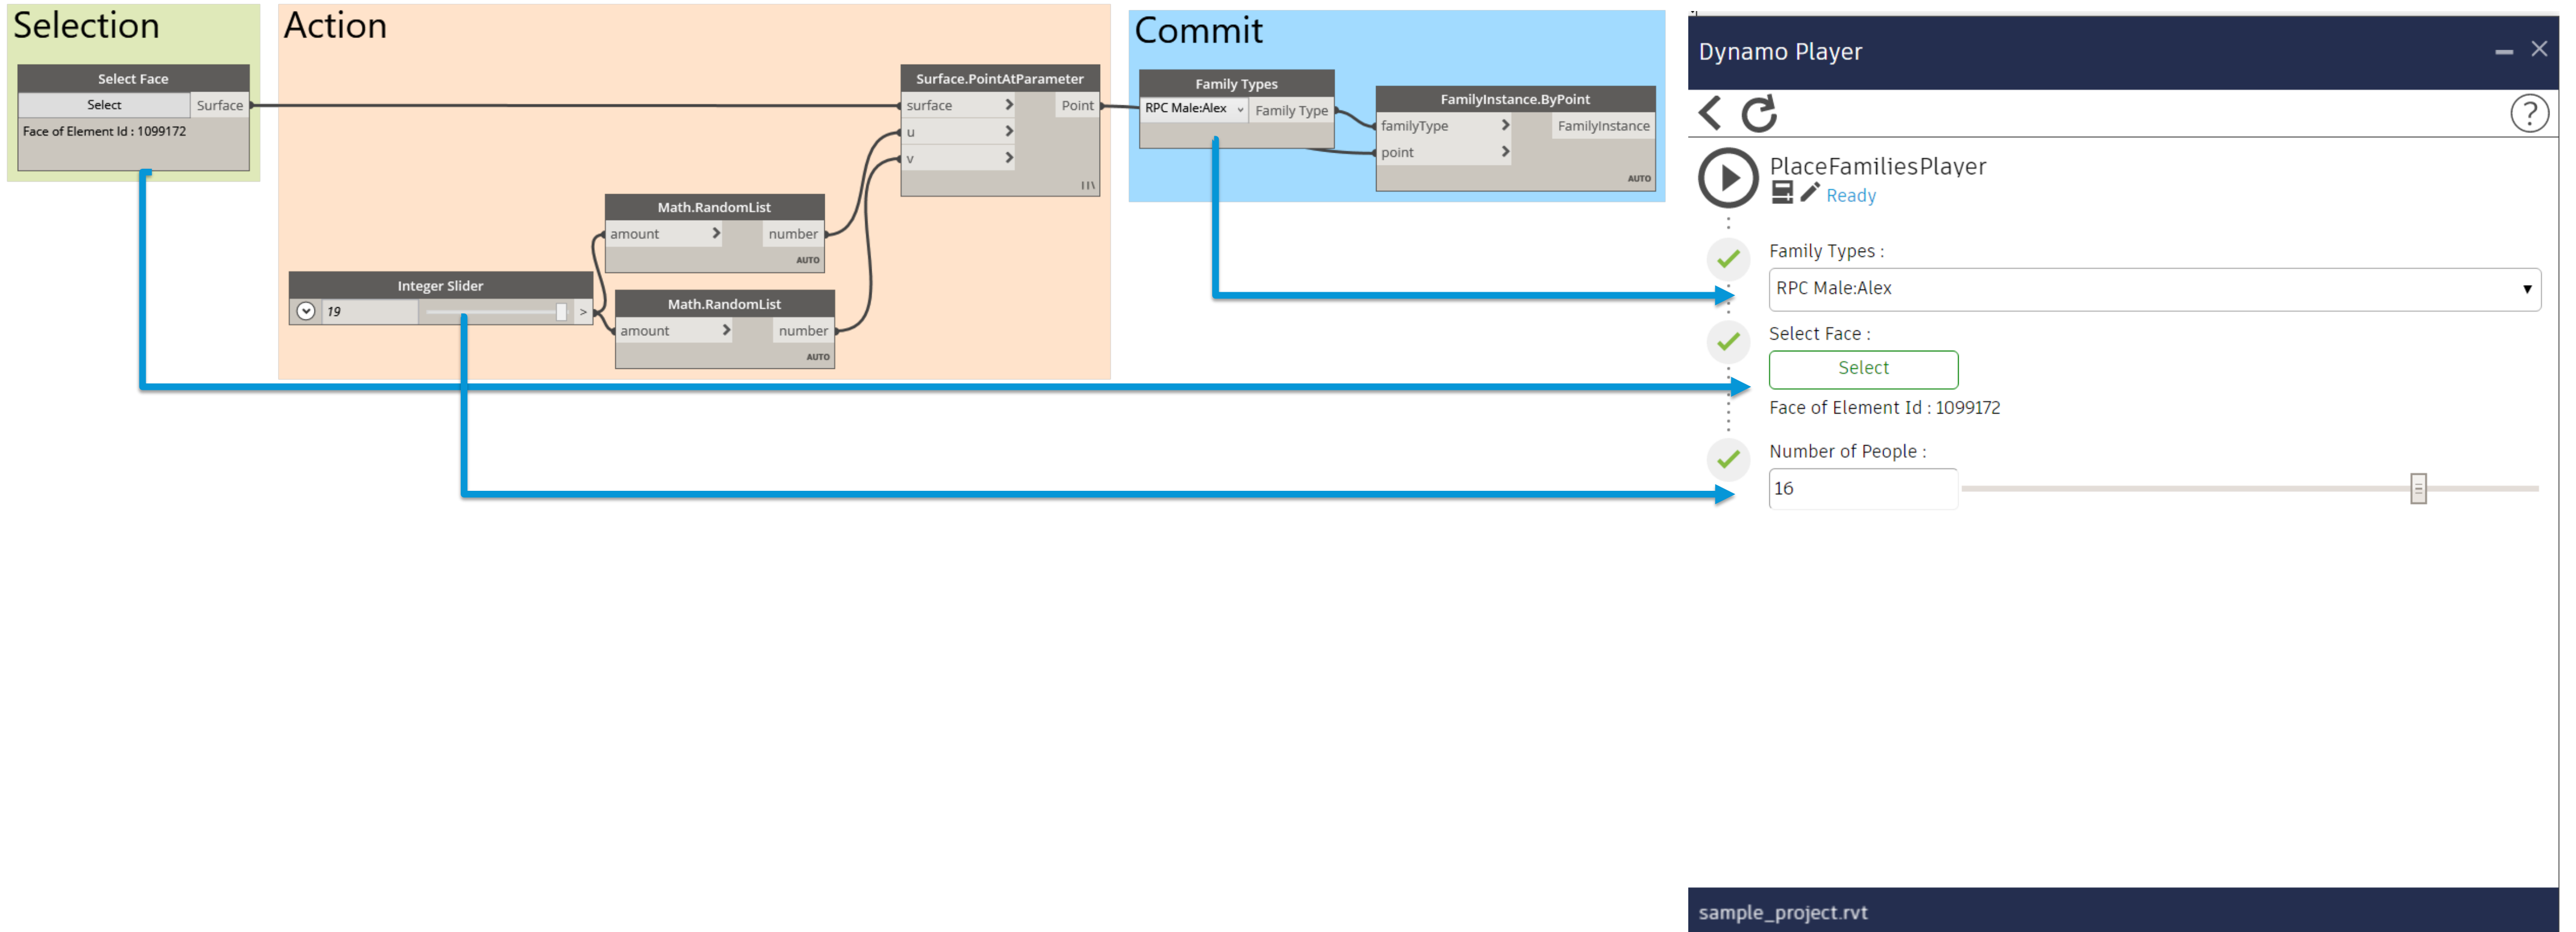 Selection
Select Face
Select
Surface
Face of Element Id : 1099172
Action
Surface.PointAtParameter
surface
Point
u
v
Math.RandomList
amount
number
AUTO
Integer Slider
19
>
Math.RandomList
amount
number
AUTO
Commit
Family Types
RPC Male:Alex
Family Type
FamilyInstance.ByPoint
familyType
FamilyInstance
point
AUTO
Dynamo Player
?
PlaceFamiliesPlayer
Ready
Family Types :
RPC Male:Alex
Select Face :
Select
Face of Element Id : 1099172
Number of People :
16
sample_project.rvt